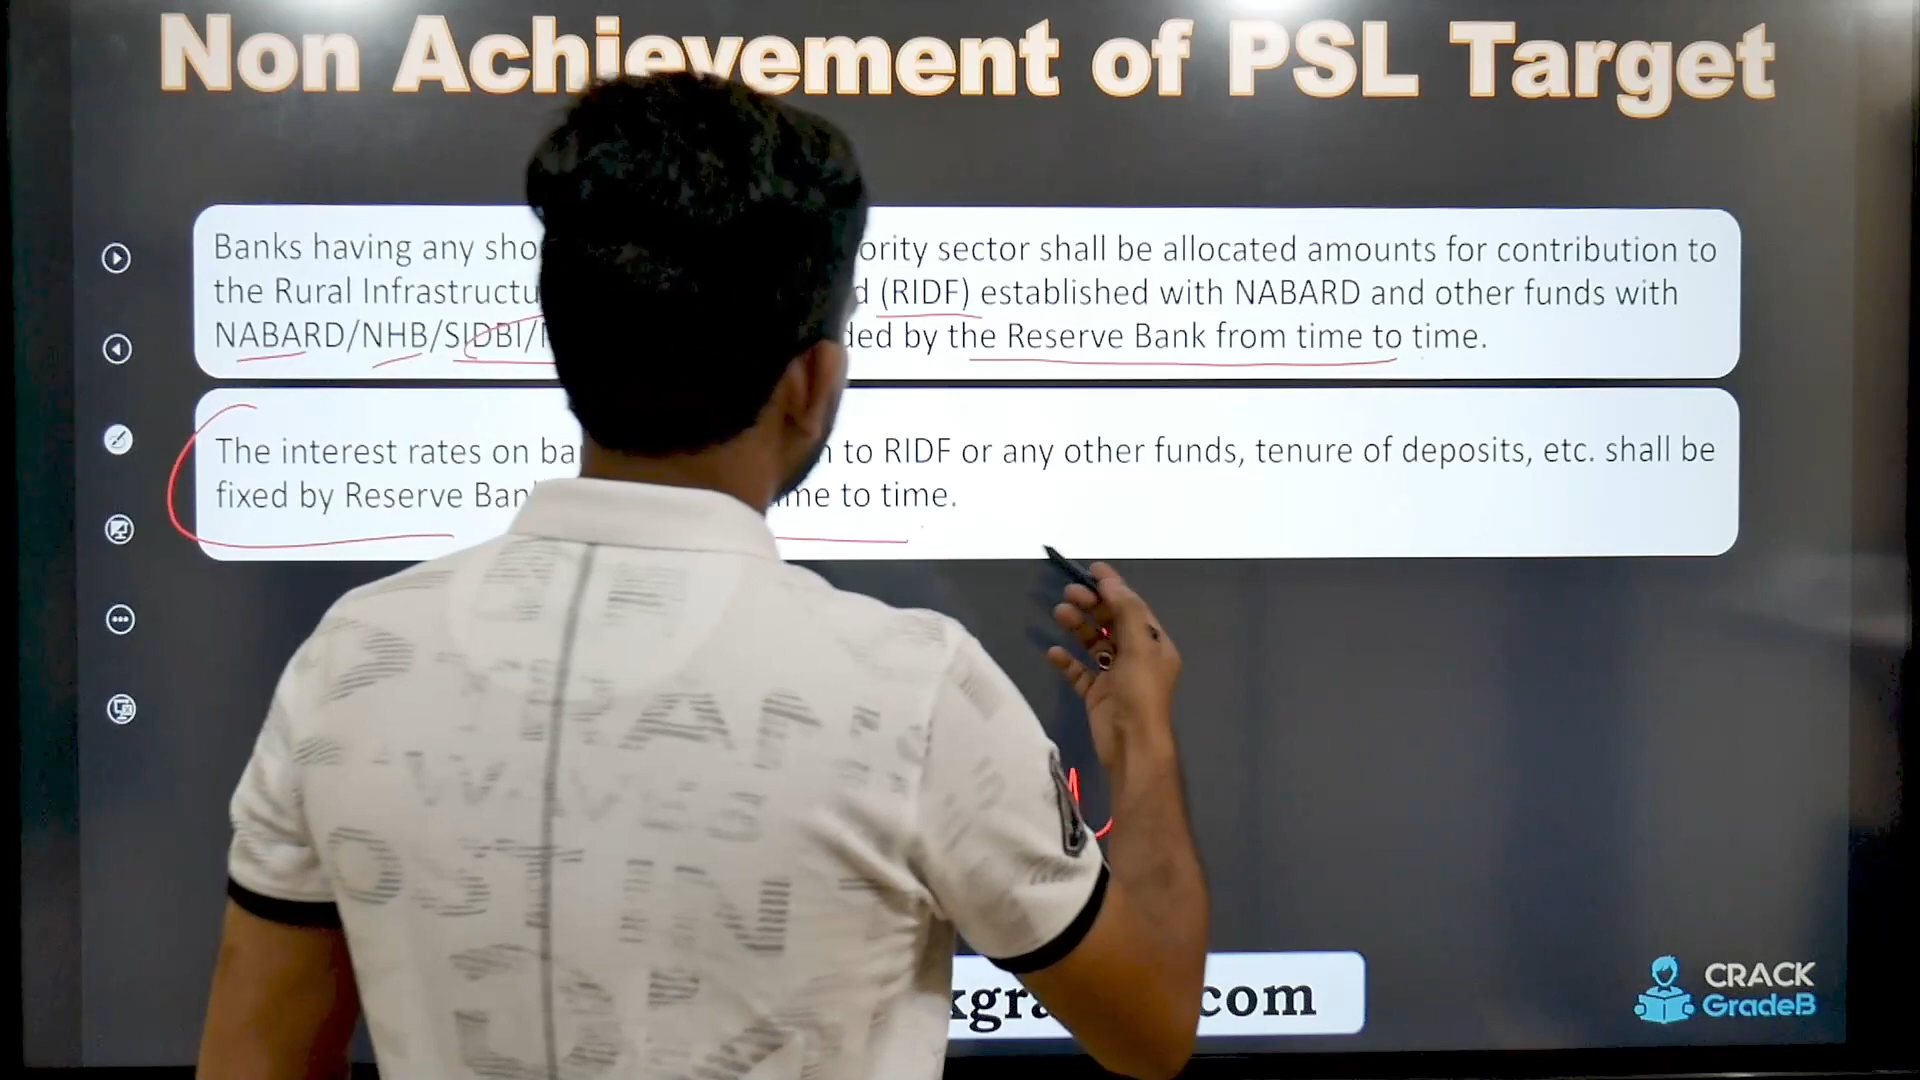 Non Achievement of PSL Target
Banks having any sho ority sector shall be allocated amounts for contribution to
the Rural Infrastructu d (RIDF) established with NABARD and other funds with
NABARD/NHB/SIDBI/ ded by the Reserve Bank from time to time.
The interest rates on ba n to RIDF or any other funds, tenure of deposits, etc. shall be
fixed by Reserve Ban me to time.
kgra com
CRACK
GradeB